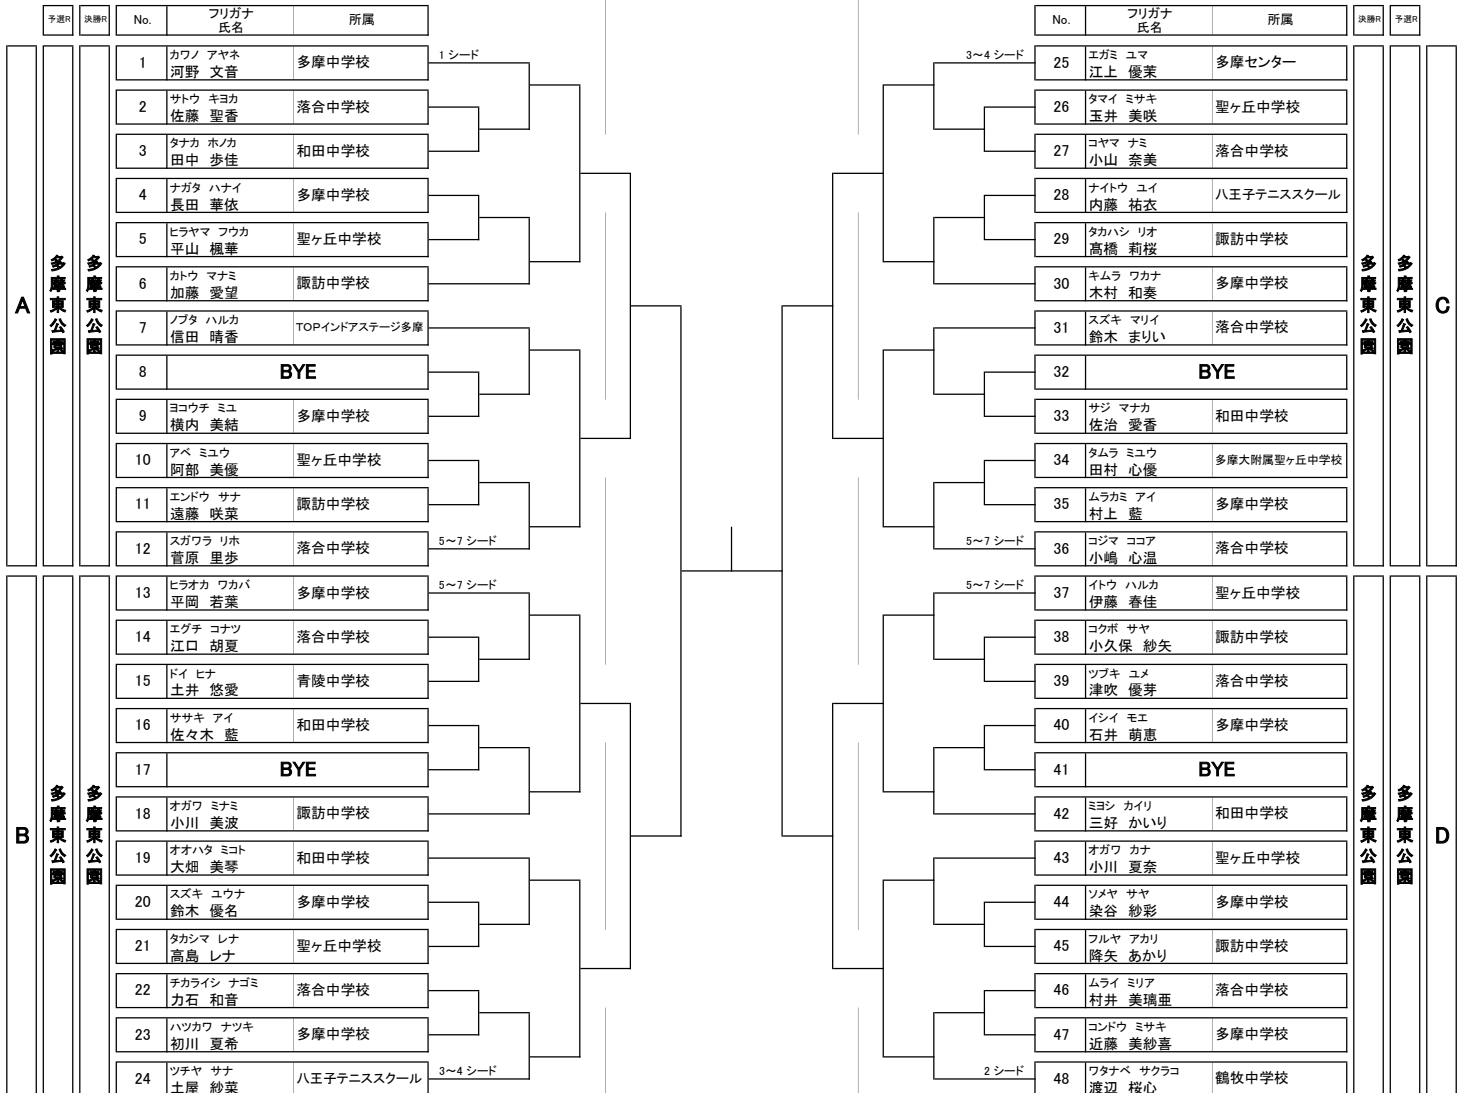 予選R 決勝R No. フリガナ 氏名 所属
A
多摩東公園
多摩東公園
1 カワノ アヤネ 河野 文音 多摩中学校 1 シード
2 サトウ キヨカ 佐藤 聖香 落合中学校
3 タナカ ホノカ 田中 歩佳 和田中学校
4 ナガタ ハナイ 長田 華依 多摩中学校
5 ヒラヤマ フウカ 平山 楓華 聖ヶ丘中学校
6 カトウ マナミ 加藤 愛望 諏訪中学校
7 ノブタ ハルカ 信田 晴香 TOPインドアステージ多摩
8 BYE
9 ヨコウチ ミユ 横内 美結 多摩中学校
10 アベ ミユウ 阿部 美優 聖ヶ丘中学校
11 エンドウ サナ 遠藤 咲菜 諏訪中学校
12 スガワラ リホ 菅原 里歩 落合中学校 5～7 シード
B
多摩東公園
多摩東公園
13 ヒラオカ ワカバ 平岡 若葉 多摩中学校 5～7 シード
14 エグチ コナツ 江口 胡夏 落合中学校
15 ドイ ヒナ 土井 悠愛 青陵中学校
16 ササキ アイ 佐々木 藍 和田中学校
17 BYE
18 オガワ ミナミ 小川 美波 諏訪中学校
19 オオハタ ミコト 大畑 美琴 和田中学校
20 スズキ ユウナ 鈴木 優名 多摩中学校
21 タカシマ レナ 高島 レナ 聖ヶ丘中学校
22 チカライシ ナゴミ 力石 和音 落合中学校
23 ハツカワ ナツキ 初川 夏希 多摩中学校
24 ツチヤ サナ 土屋 紗菜 八王子テニススクール 3～4 シード
No. フリガナ 氏名 所属 決勝R 予選R
3～4 シード 25 エガミ ユマ 江上 優茉 多摩センター
26 タマイ ミサキ 玉井 美咲 聖ヶ丘中学校
27 コヤマ ナミ 小山 奈美 落合中学校
28 ナイトウ ユイ 内藤 祐衣 八王子テニススクール
29 タカハシ リオ 髙橋 莉桜 諏訪中学校
30 キムラ ワカナ 木村 和奏 多摩中学校
31 スズキ マリイ 鈴木 まりい 落合中学校
32 BYE
33 サジ マナカ 佐治 愛香 和田中学校
34 タムラ ミユウ 田村 心優 多摩大附属聖ヶ丘中学校
35 ムラカミ アイ 村上 藍 多摩中学校
5～7 シード 36 コジマ ココア 小嶋 心温 落合中学校
多摩東公園
多摩東公園
C
5～7 シード 37 イトウ ハルカ 伊藤 春佳 聖ヶ丘中学校
38 コクボ サヤ 小久保 紗矢 諏訪中学校
39 ツブキ ユメ 津吹 優芽 落合中学校
40 イシイ モエ 石井 萌恵 多摩中学校
41 BYE
42 ミヨシ カイリ 三好 かいり 和田中学校
43 オガワ カナ 小川 夏奈 聖ヶ丘中学校
44 ソメヤ サヤ 染谷 紗彩 多摩中学校
45 フルヤ アカリ 降矢 あかり 諏訪中学校
46 ムライ ミリア 村井 美璃亜 落合中学校
47 コンドウ ミサキ 近藤 美紗喜 多摩中学校
2 シード 48 ワタナベ サクラコ 渡辺 桜心 鶴牧中学校
多摩東公園
多摩東公園
D